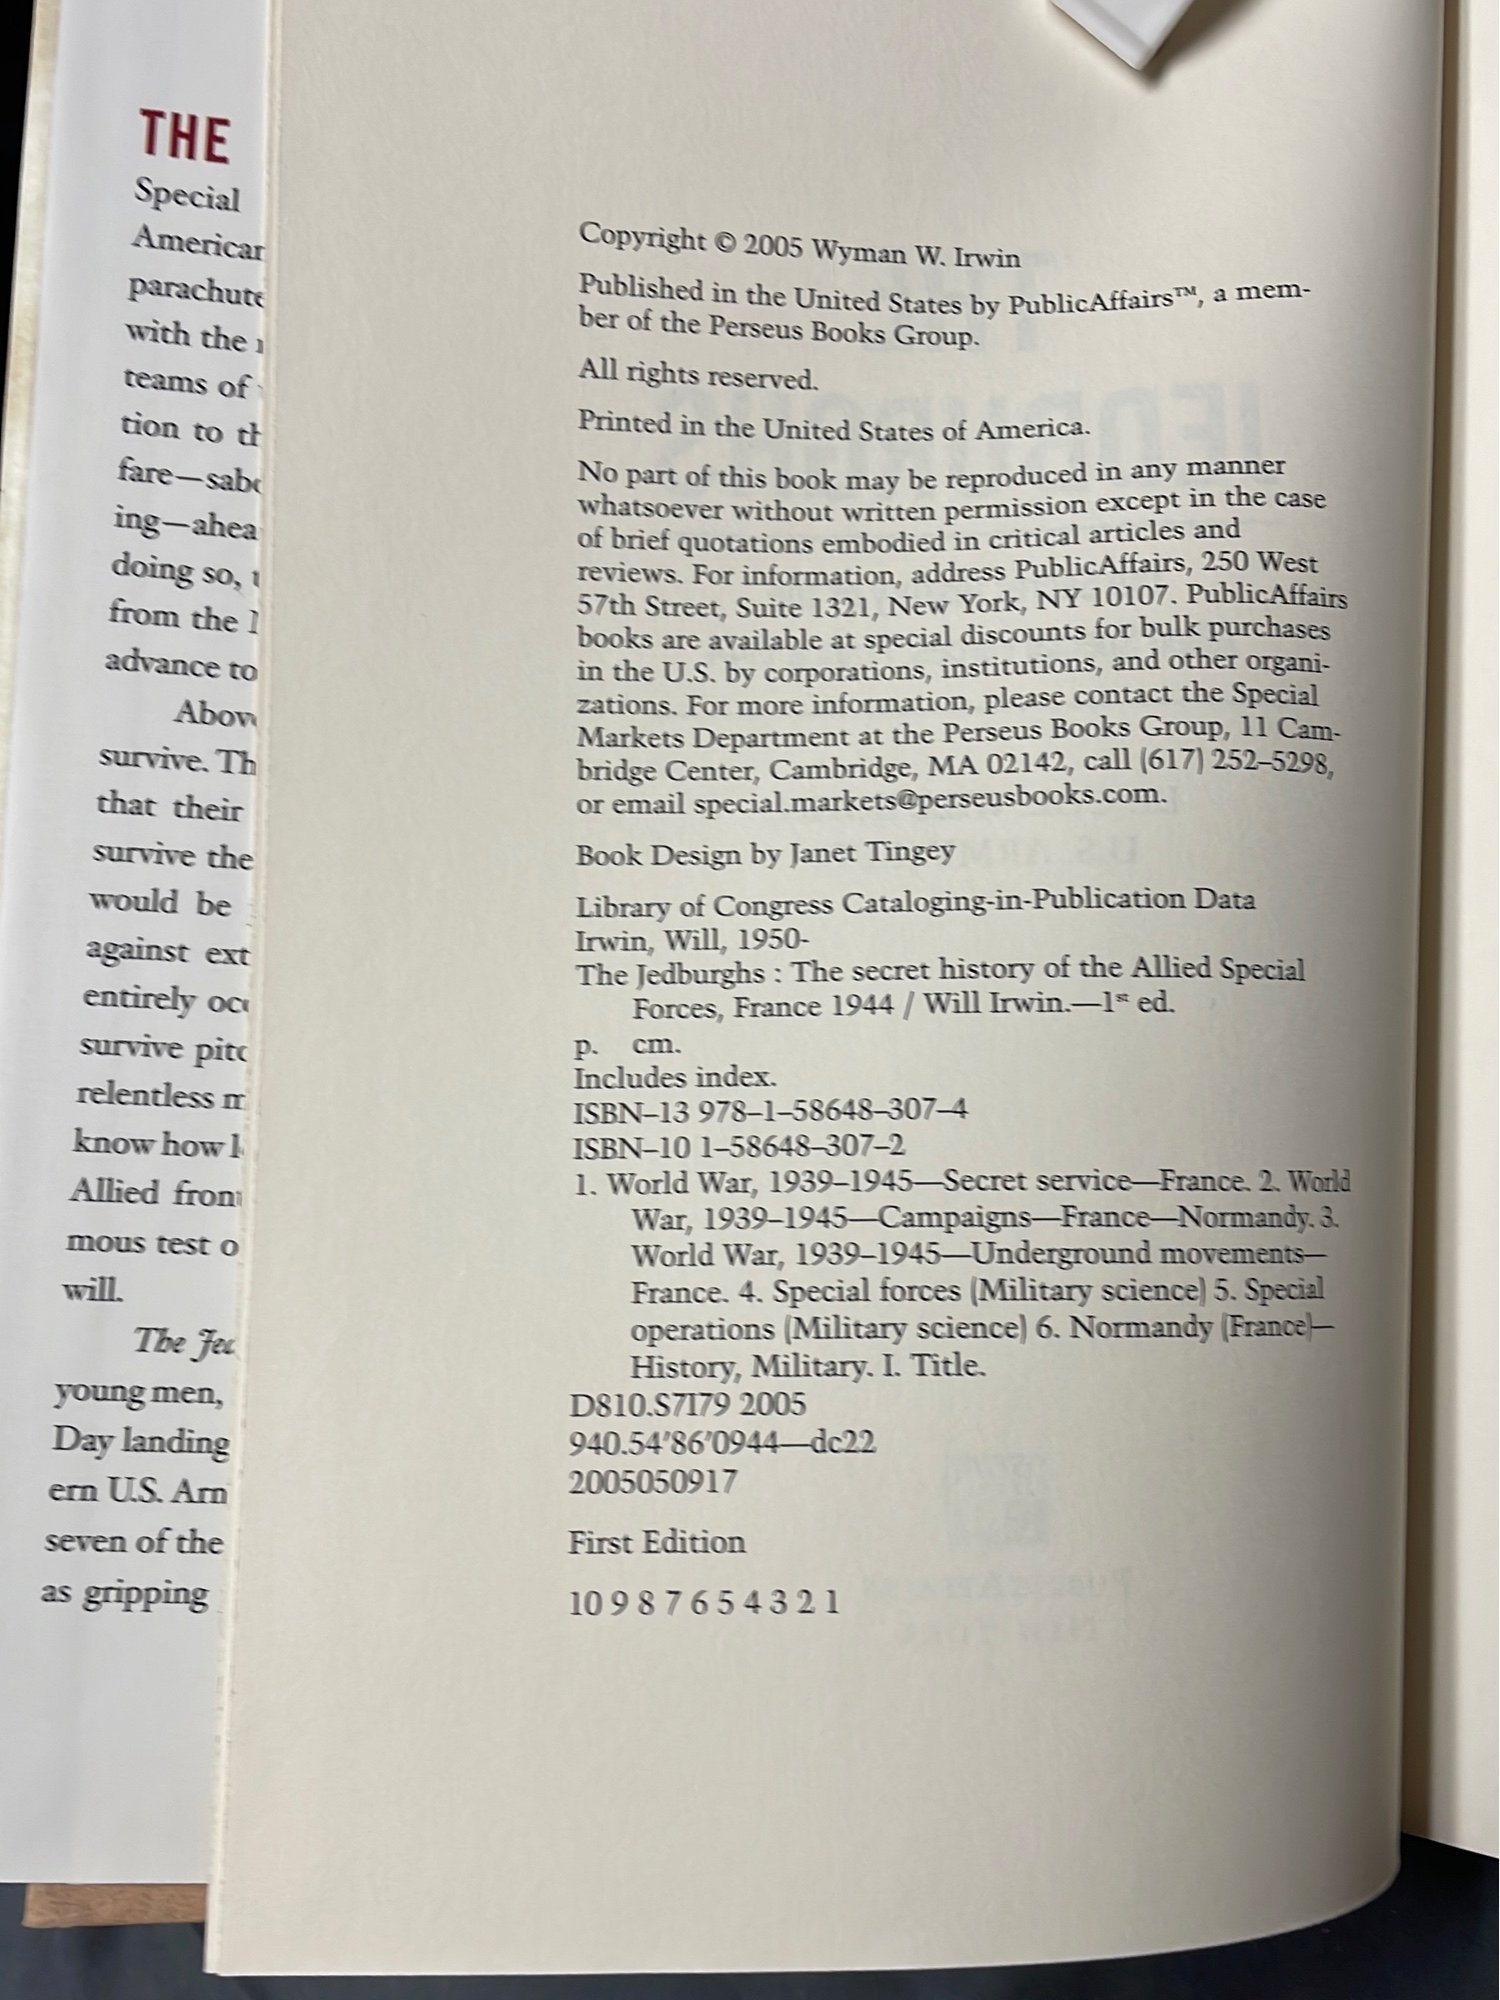 THE
Special
American
parachute
with the
teams of
tion to th
fare—sabo
ing—ahea
doing so,
from the
advance to
Abov
survive. Th
that their
survive the
would be
against ext
entirely occ
survive pitc
relentless m
know how l
Allied fron
mous test o
will.
The Jed
young men,
Day landing
ern U.S. Arm
seven of the
as gripping
Copyright © 2005 Wyman W. Irwin
Published in the United States by PublicAffairs™, a mem-
ber of the Perseus Books Group.
All rights reserved.
Printed in the United States of America.
No part of this book may be reproduced in any manner
whatsoever without written permission except in the case
of brief quotations embodied in critical articles and
reviews. For information, address PublicAffairs, 250 West
57th Street, Suite 1321, New York, NY 10107. PublicAffairs
books are available at special discounts for bulk purchases
in the U.S. by corporations, institutions, and other organi-
zations. For more information, please contact the Special
Markets Department at the Perseus Books Group, 11 Cam-
bridge Center, Cambridge, MA 02142, call (617) 252–5298,
or email special.markets@perseusbooks.com.
Book Design by Janet Tingey
Library of Congress Cataloging-in-Publication Data
Irwin, Will, 1950-
The Jedburghs : The secret history of the Allied Special
Forces, France 1944 / Will Irwin.—1st ed.
p. cm.
Includes index.
ISBN–13 978–1–58648–307–4
ISBN–10 1–58648–307–2
1. World War, 1939–1945—Secret service—France. 2. World
War, 1939–1945—Campaigns—France—Normandy. 3.
World War, 1939–1945—Underground movements—
France. 4. Special forces (Military science) 5. Special
operations (Military science) 6. Normandy (France)—
History, Military. I. Title.
D810.S7I79 2005
940.54'86'0944—dc22
2005050917
First Edition
10 9 8 7 6 5 4 3 2 1